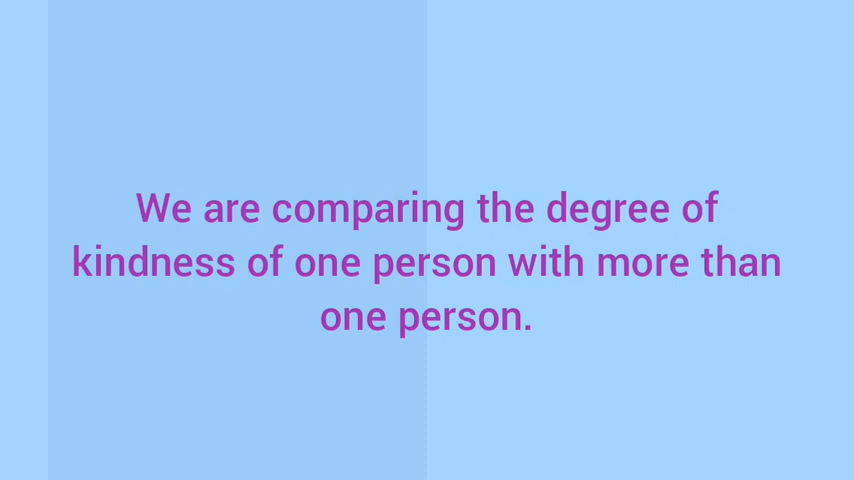 We are comparing the degree of
kindness of one person with more than
one person.